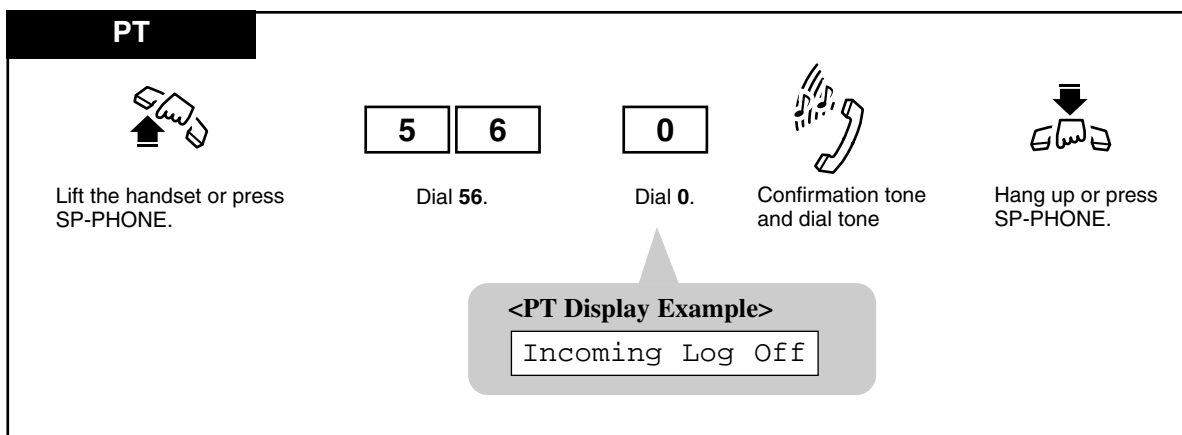 PT
5 6 0
Lift the handset or press
SP-PHONE.
Dial 56.
Dial 0.
Confirmation tone
and dial tone
Hang up or press
SP-PHONE.
<PT Display Example>
Incoming Log Off